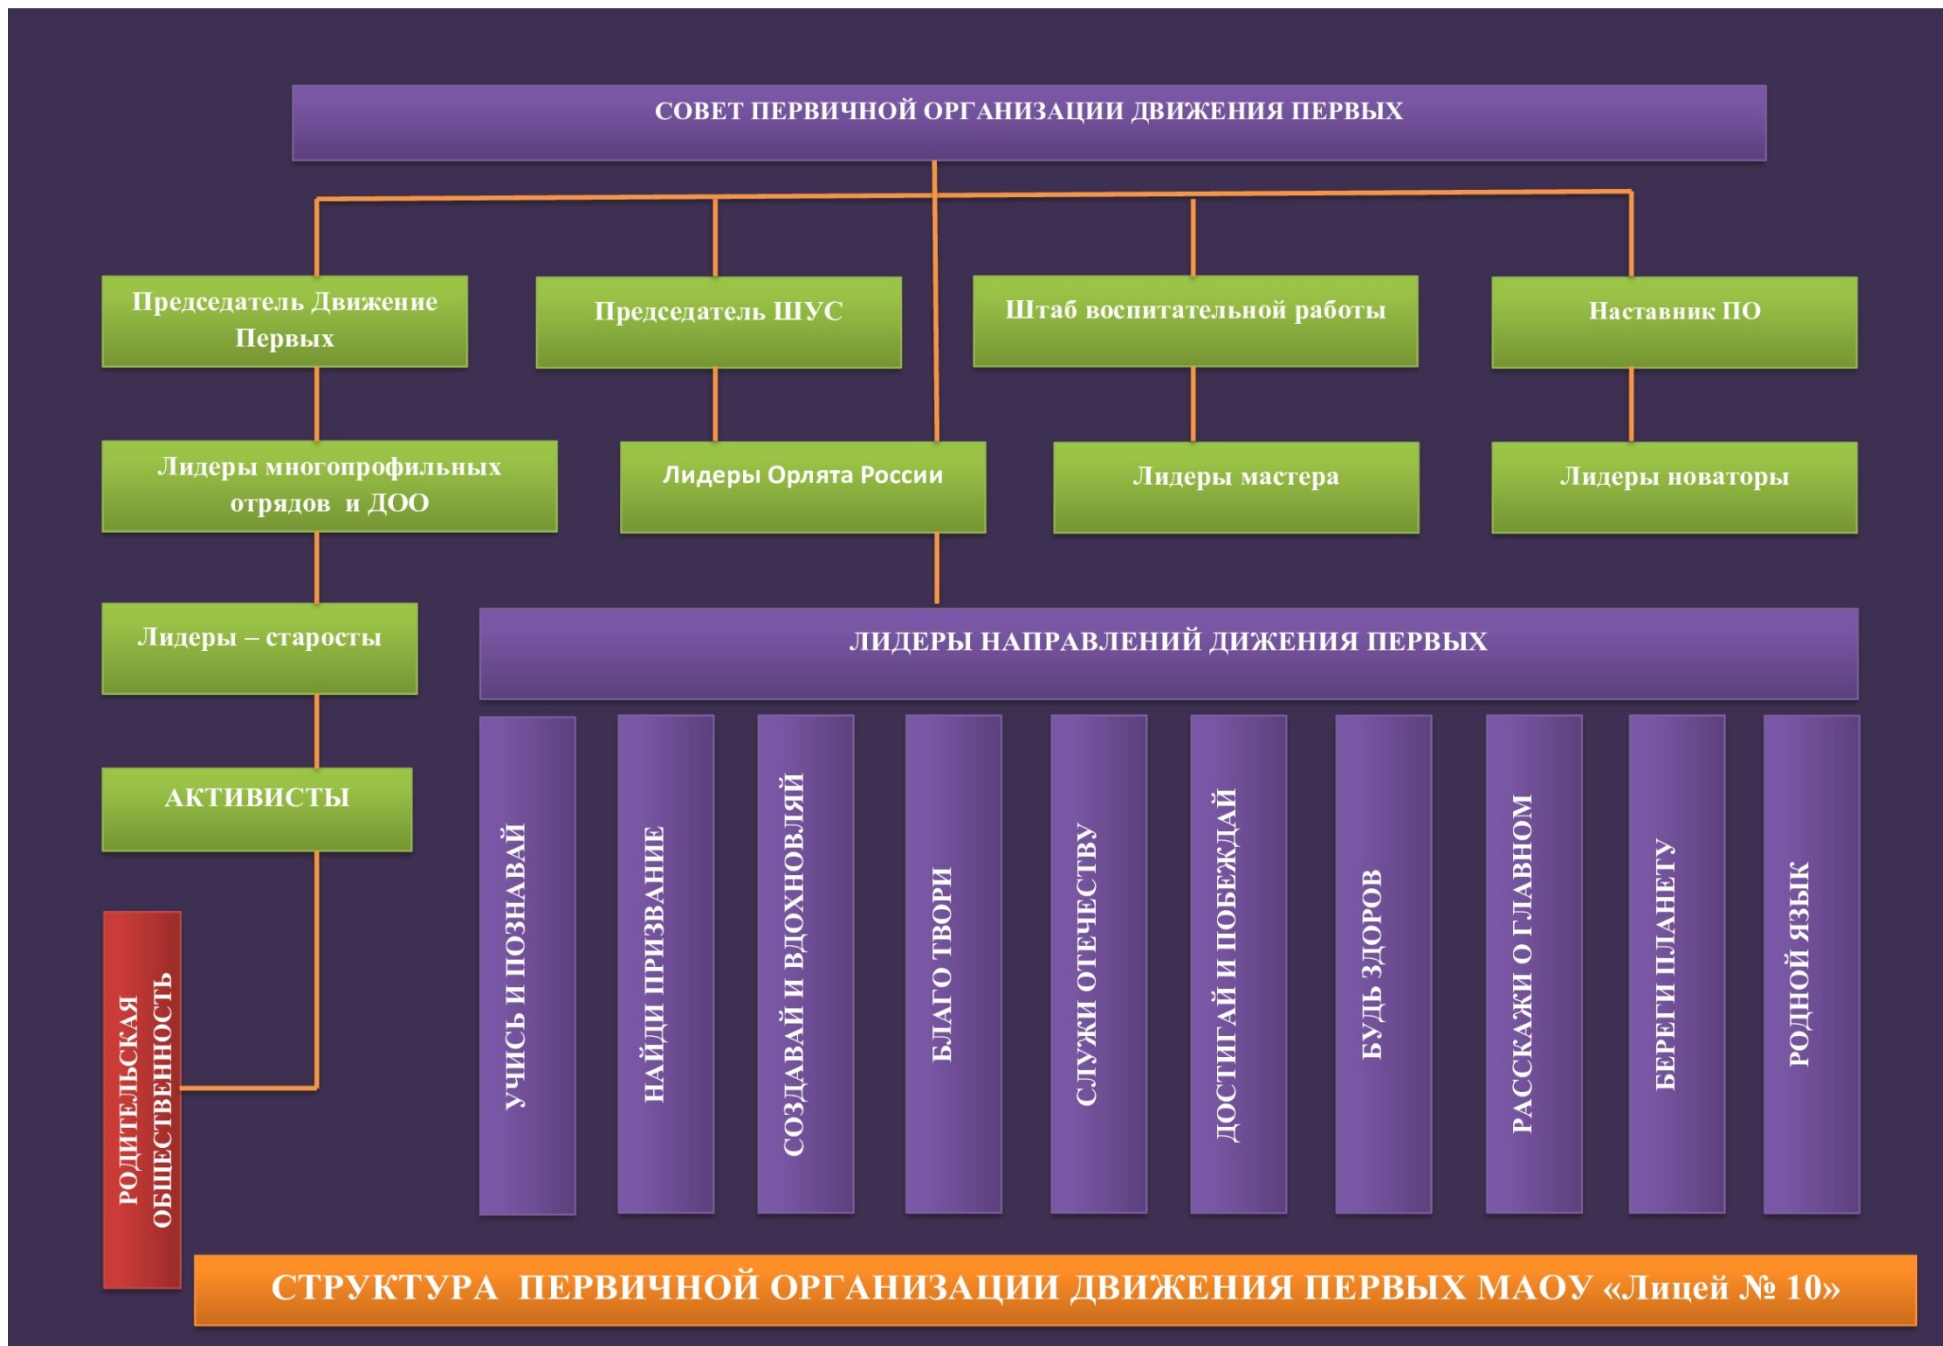 СОВЕТ ПЕРВИЧНОЙ ОРГАНИЗАЦИИ ДВИЖЕНИЯ ПЕРВЫХ
Председатель Движение
Первых
Председатель ШУС
Штаб воспитательной работы
Наставник ПО
Лидеры многопрофильных
отрядов и ДОО
Лидеры Орлята России
Лидеры мастера
Лидеры новаторы
Лидеры – старосты
ЛИДЕРЫ НАПРАВЛЕНИЙ ДИЖЕНИЯ ПЕРВЫХ
АКТИВИСТЫ
РОДИТЕЛЬСКАЯ
ОБЩЕСТВЕННОСТЬ
УЧИСЬ И ПОЗНАВАЙ
НАЙДИ ПРИЗВАНИЕ
СОЗДАВАЙ И ВДОХНОВЛЯЙ
БЛАГО ТВОРИ
СЛУЖИ ОТЕЧЕСТВУ
ДОСТИГАЙ И ПОБЕЖДАЙ
БУДЬ ЗДОРОВ
РАССКАЖИ О ГЛАВНОМ
БЕРЕГИ ПЛАНЕТУ
РОДНОЙ ЯЗЫК
СТРУКТУРА ПЕРВИЧНОЙ ОРГАНИЗАЦИИ ДВИЖЕНИЯ ПЕРВЫХ МАОУ «Лицей № 10»